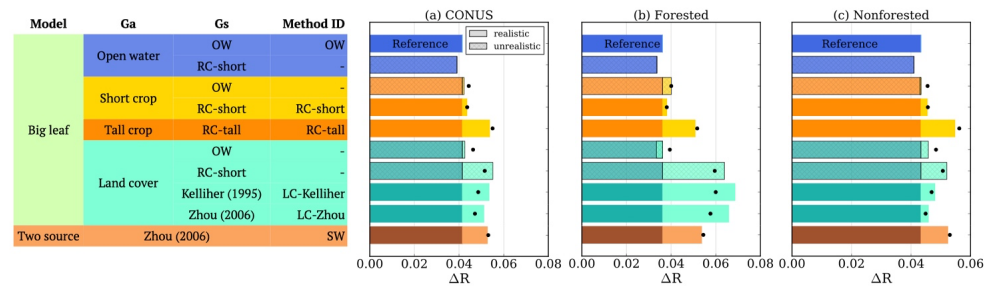 Model Ga Gs Method ID
Big leaf
Open water
OW OW
RC-short -
Short crop
OW -
RC-short RC-short
Tall crop RC-tall RC-tall
Land cover
OW -
RC-short -
Kelliher (1995) LC-Kelliher
Zhou (2006) LC-Zhou
Two source Zhou (2006) SW
(a) CONUS
Reference
realistic
unrealistic
0.00 0.02 0.04 0.06 0.08
ΔR
(b) Forested
Reference
0.00 0.02 0.04 0.06 0.08
ΔR
(c) Nonforested
Reference
0.00 0.02 0.04 0.06
ΔR